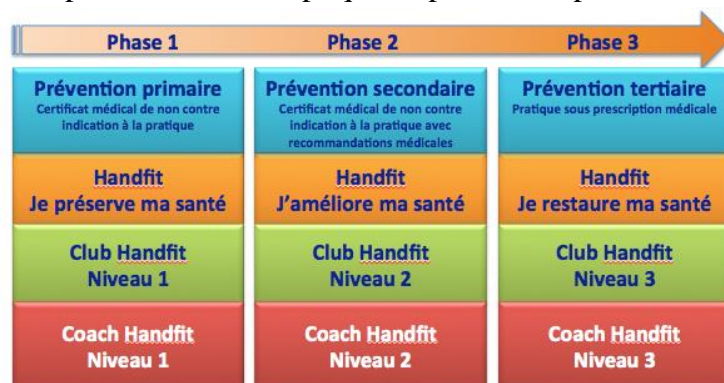 Phase 1
Phase 2
Phase 3
Prévention primaire
Certificat médical de non contre
indication à la pratique
Prévention secondaire
Certificat médical de non contre
indication à la pratique avec
recommandations médicales
Prévention tertiaire
Pratique sous prescription médicale
Handfit
Je préserve ma santé
Handfit
J'améliore ma santé
Handfit
Je restaure ma santé
Club Handfit
Niveau 1
Club Handfit
Niveau 2
Club Handfit
Niveau 3
Coach Handfit
Niveau 1
Coach Handfit
Niveau 2
Coach Handfit
Niveau 3